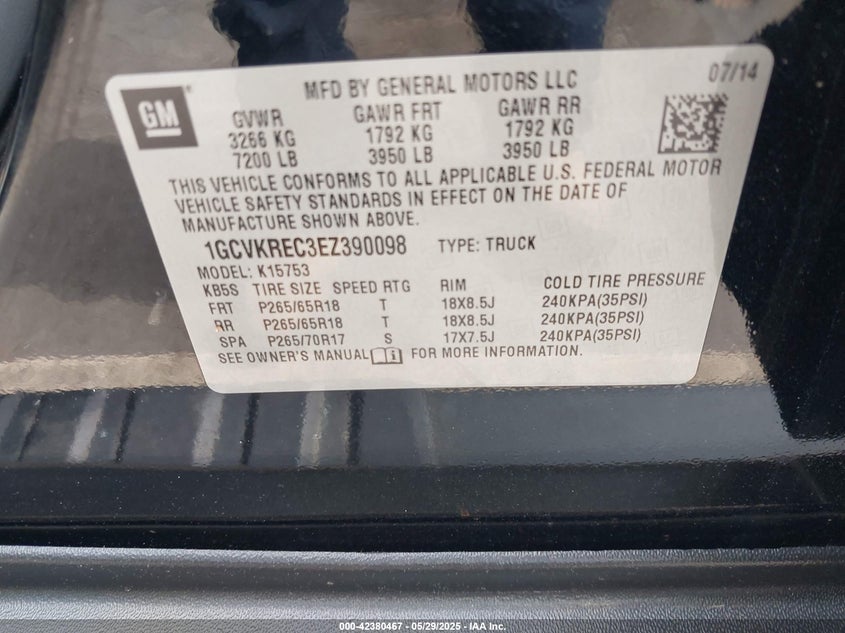 07/14
MFD BY GENERAL MOTORS LLC
GM
GVWR GAWR FRT GAWR RR
3266 KG 1792 KG 1792 KG
7200 LB 3950 LB 3950 LB
THIS VEHICLE CONFORMS TO ALL APPLICABLE U.S. FEDERAL MOTOR
VEHICLE SAFETY STANDARDS IN EFFECT ON THE DATE OF
MANUFACTURE SHOWN ABOVE.
1GCVKREC3EZ390098 TYPE: TRUCK
MODEL: K15753
KB5S TIRE SIZE SPEED RTG RIM COLD TIRE PRESSURE
FRT P265/65R18 T 18X8.5J 240KPA(35PSI)
RR P265/65R18 T 18X8.5J 240KPA(35PSI)
SPA P265/70R17 S 17X7.5J 240KPA(35PSI)
SEE OWNER'S MANUAL FOR MORE INFORMATION.
000-42380467 - 05/29/2025 - IAA Inc.